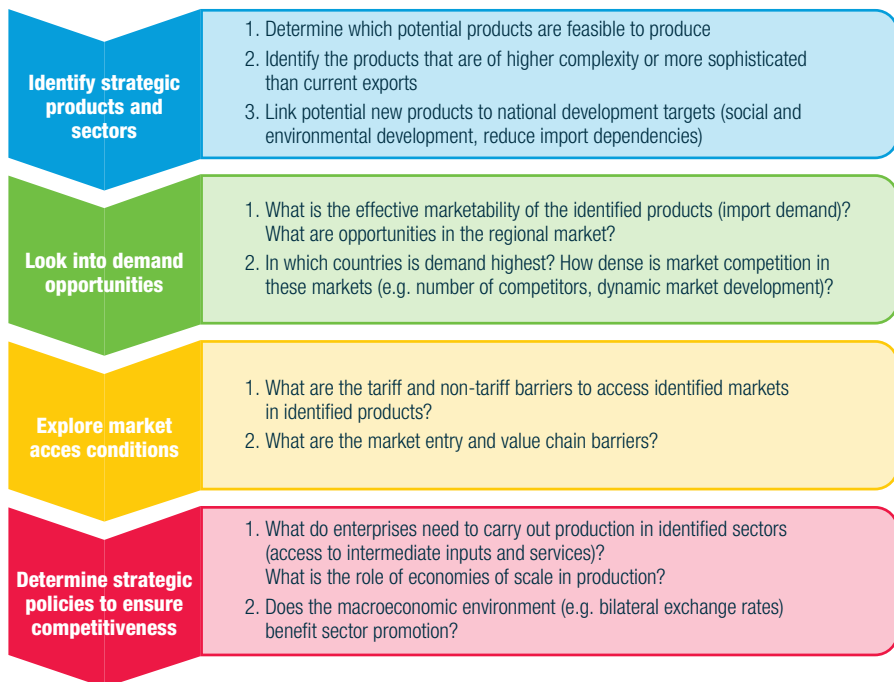 Identify strategic
products and
sectors
1. Determine which potential products are feasible to produce
2. Identify the products that are of higher complexity or more sophisticated
than current exports
3. Link potential new products to national development targets (social and
environmental development, reduce import dependencies)
Look into demand
opportunities
1. What is the effective marketability of the identified products (import demand)?
What are opportunities in the regional market?
2. In which countries is demand highest? How dense is market competition in
these markets (e.g. number of competitors, dynamic market development)?
Explore market
acces conditions
1. What are the tariff and non-tariff barriers to access identified markets
in identified products?
2. What are the market entry and value chain barriers?
Determine strategic
policies to ensure
competitiveness
1. What do enterprises need to carry out production in identified sectors
(access to intermediate inputs and services)?
What is the role of economies of scale in production?
2. Does the macroeconomic environment (e.g. bilateral exchange rates)
benefit sector promotion?